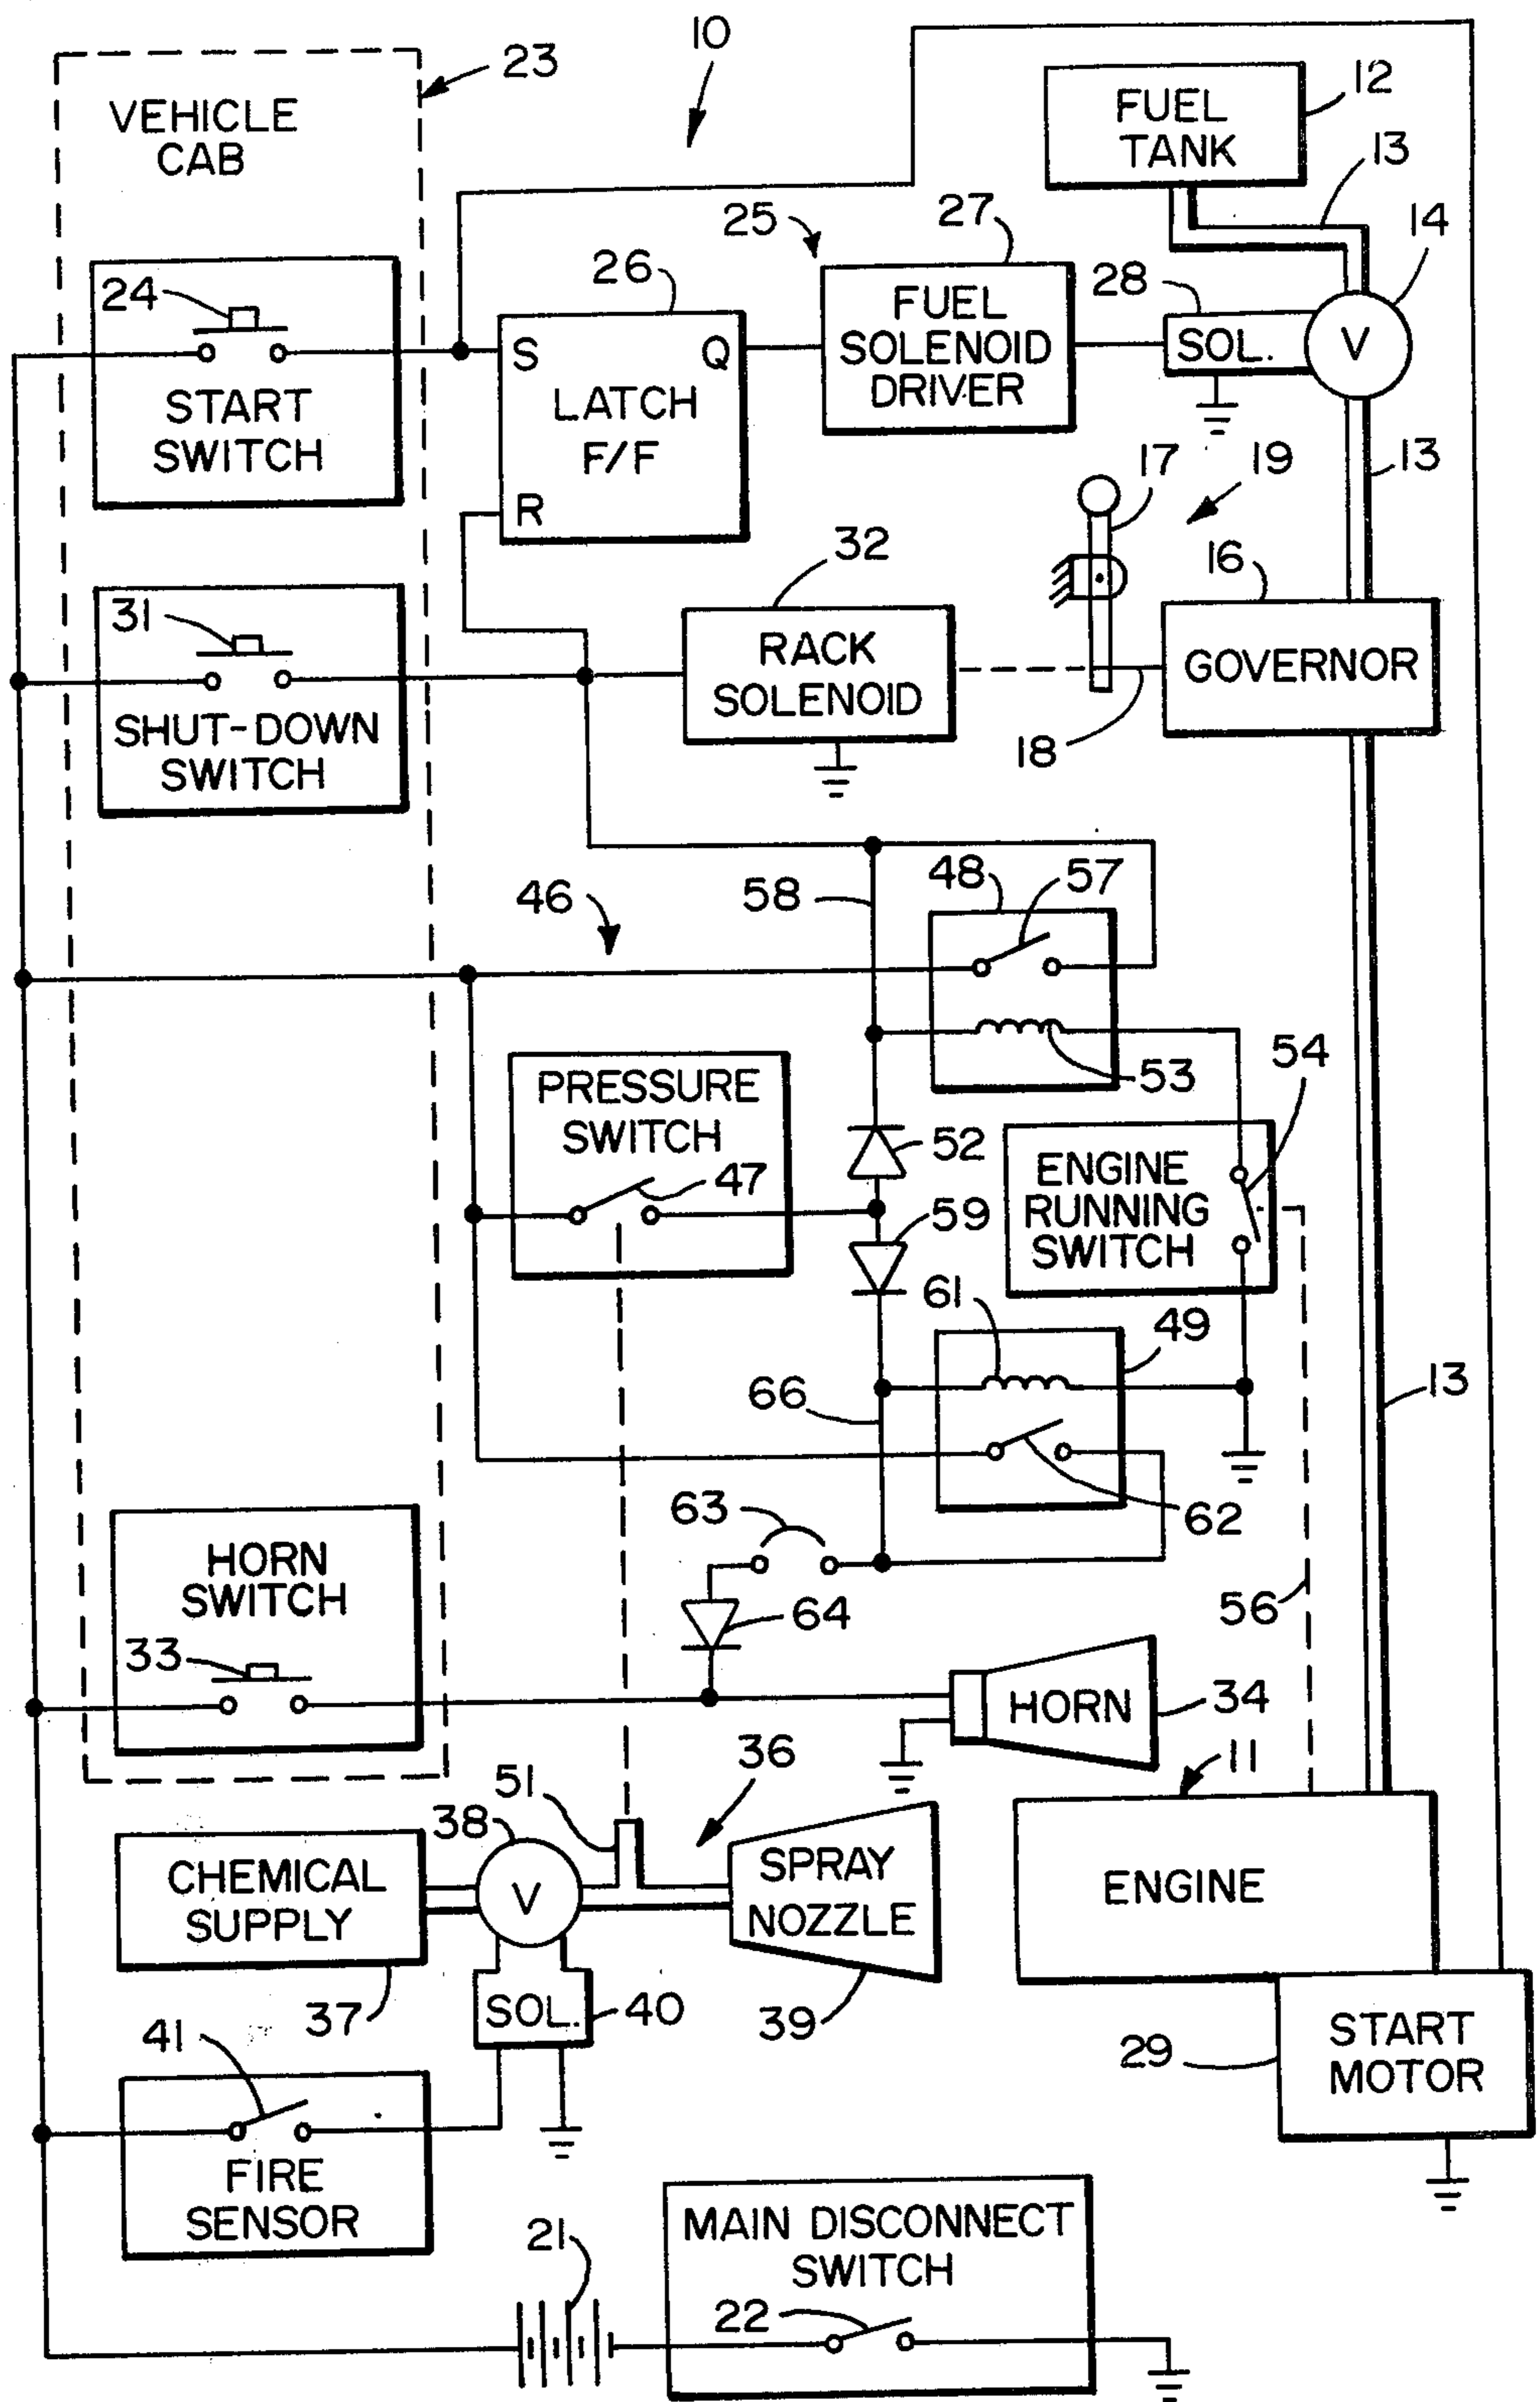 10
23
VEHICLE
CAB
FUEL
TANK
12
13
14
25
27
26
28
24
START
SWITCH
S
Q
LATCH
F/F
R
FUEL
SOLENOID
DRIVER
SOL.
V
13
17
19
16
32
31
SHUT-DOWN
SWITCH
RACK
SOLENOID
GOVERNOR
18
46
58
48
57
53
54
PRESSURE
SWITCH
47
52
59
ENGINE
RUNNING
SWITCH
61
49
66
13
62
63
HORN
SWITCH
33
64
56
HORN
34
11
36
51
38
CHEMICAL
SUPPLY
V
SPRAY
NOZZLE
ENGINE
37
SOL.
40
39
START
MOTOR
29
41
FIRE
SENSOR
21
MAIN DISCONNECT
SWITCH
22